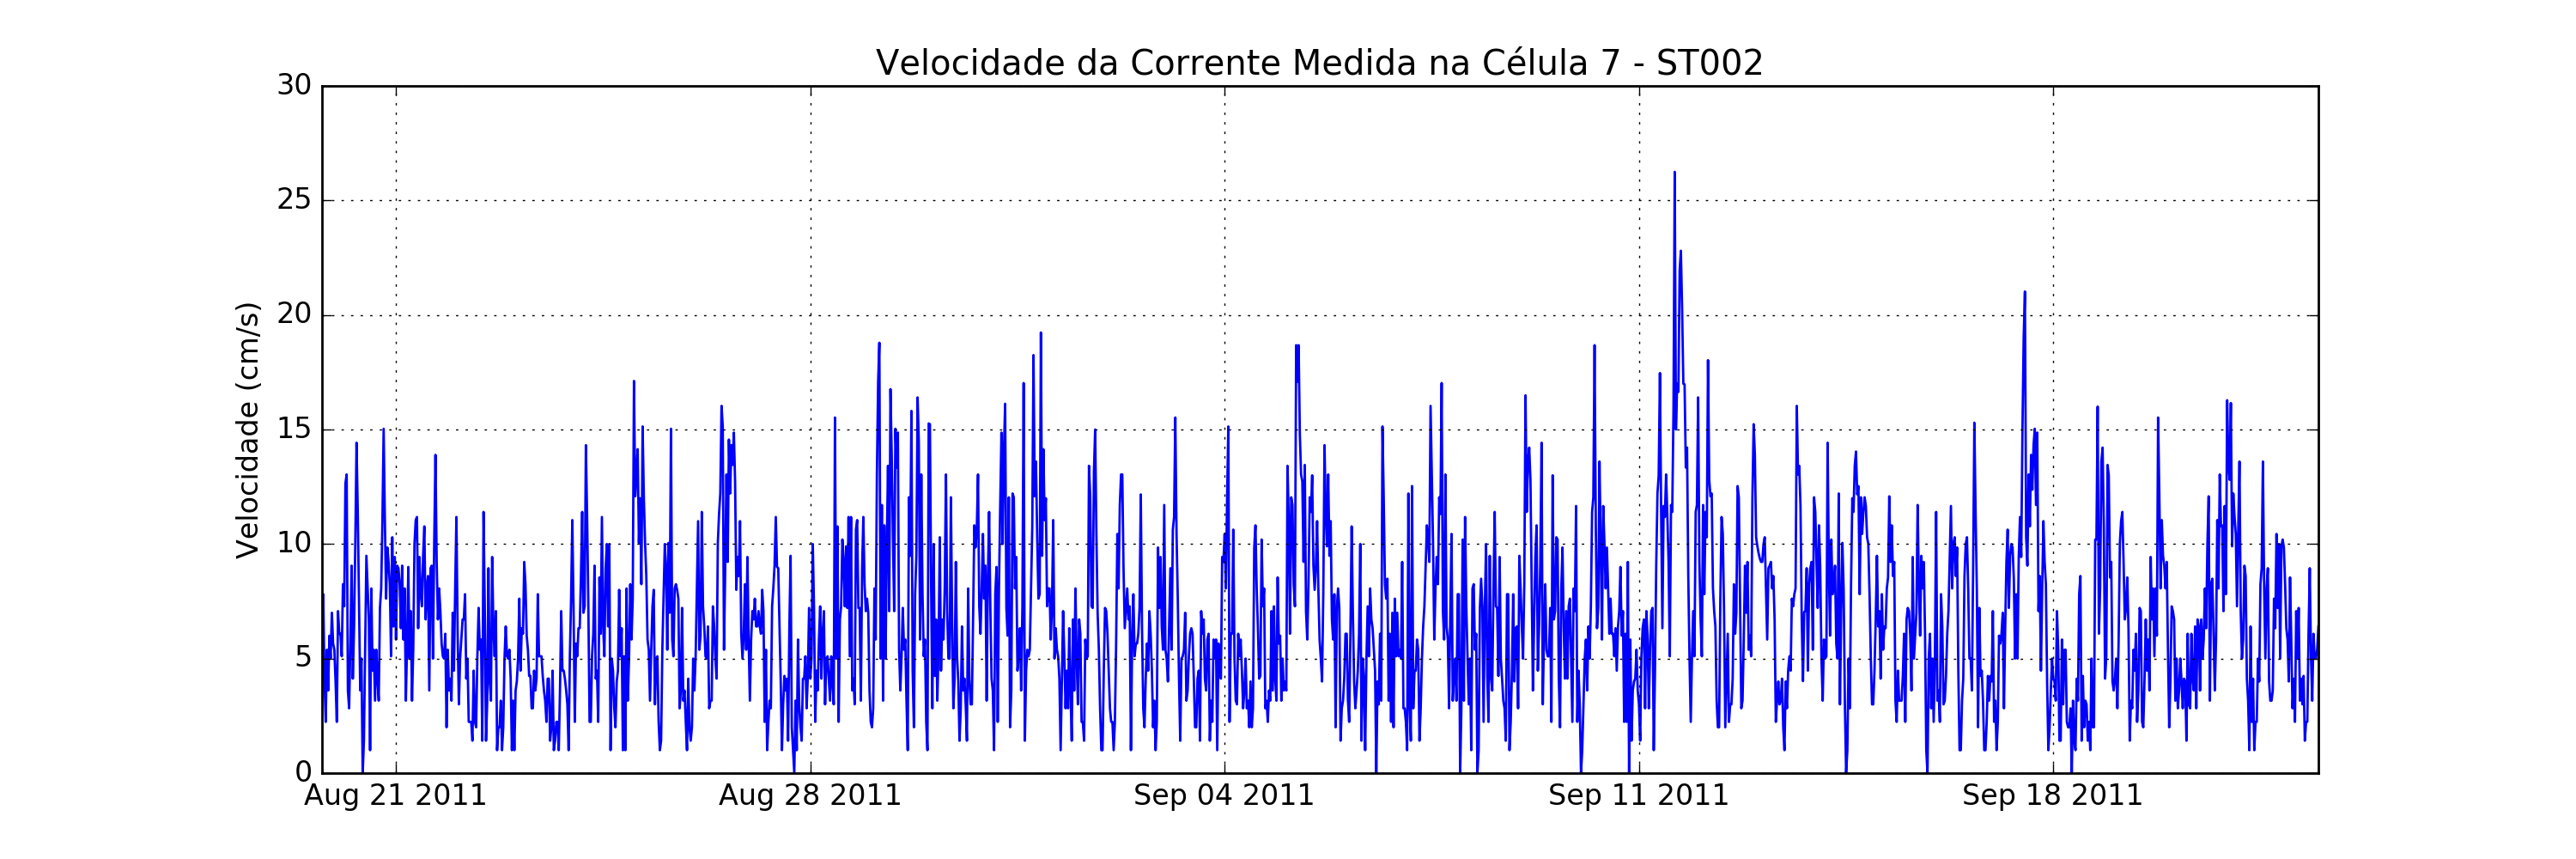 Velocidade da Corrente Medida na Célula 7 - ST002
30
25
20
15
10
5
0
Velocidade (cm/s)
Aug 21 2011
Aug 28 2011
Sep 04 2011
Sep 11 2011
Sep 18 2011